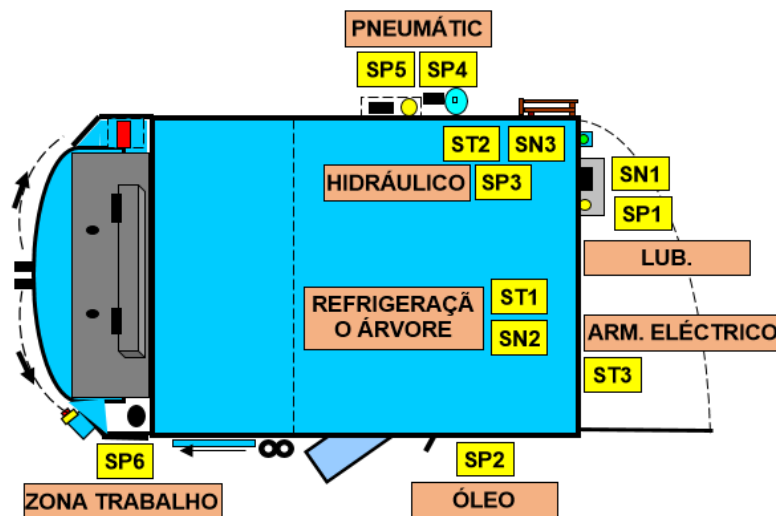 PNEUMÁTIC
SP5 SP4
ST2 SN3
HIDRÁULICO SP3
SN1
SP1
LUB.
REFRIGERAÇÃ
O ÁRVORE
ST1
SN2
ARM. ELÉCTRICO
ST3
SP6
ZONA TRABALHO
SP2
ÓLEO